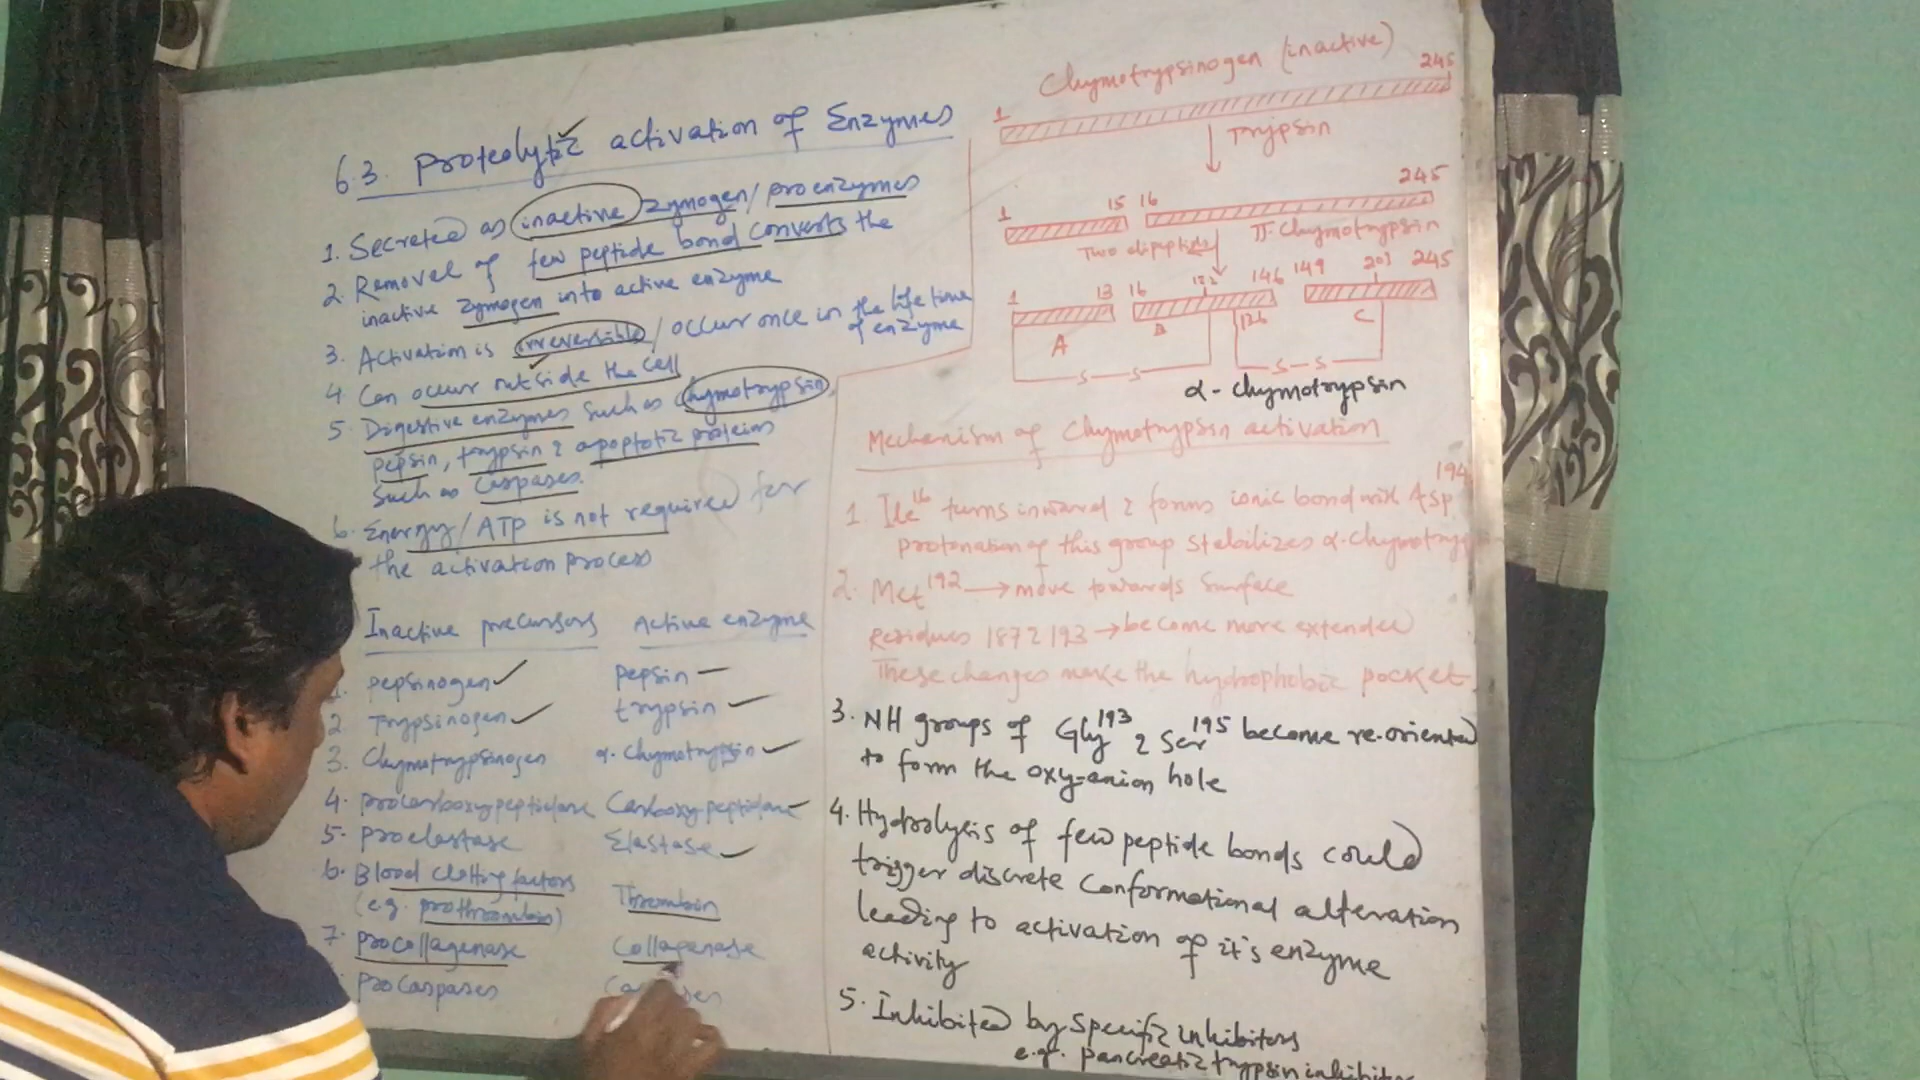 6.3. Proteolytic activation of Enzymes
1. Secreted as inactive zymogen/proenzymes
2. Removal of few peptide bond converts the
inactive zymogen into active enzyme
3. Activation is irreversible/occur once in the life time
of enzyme
4. Can occur outside the cell
5. Digestive enzymes such as chymotrypsin,
pepsin, trypsin & apoptotic proteins
such as caspases.
6. Energy/ATP is not required for
the activation process
Inactive precursors Active enzyme
1. pepsinogen pepsin
2 Trypsinogen trypsin
3. Chymotrypsinogen α-Chymotrypsin
4. procarboxypeptidase Carboxypeptidase
5. Proelastase Elastase
6. Blood clotting factors
(e.g. prothrombin) Thrombin
7. procollagenase Collagenase
procaspases
Chymotrypsinogen (inactive)
1 245
Trypsin
1 15 16 245
Two dipeptides π-Chymotrypsin
1 13 16 122 146 149 201 245
A B 136 C
S S S S
α-chymotrypsin
Mechanism of Chymotrypsin activation
1. Ile16 turns inward & forms ionic bond with Asp194
protonation of this group stabilizes α-chymotryp
2. Met192 → move towards surface
Residues 187 & 193 → become more extended
These changes make the hydrophobic pocket.
3. NH groups of Gly193 & Ser195 become re-oriented
to form the oxy-anion hole
4. Hydrolysis of few peptide bonds could
trigger discrete conformational alteration
leading to activation of it's enzyme
activity
5. Inhibited by specific inhibitors
e.g. pancreatic trypsin inhibitor